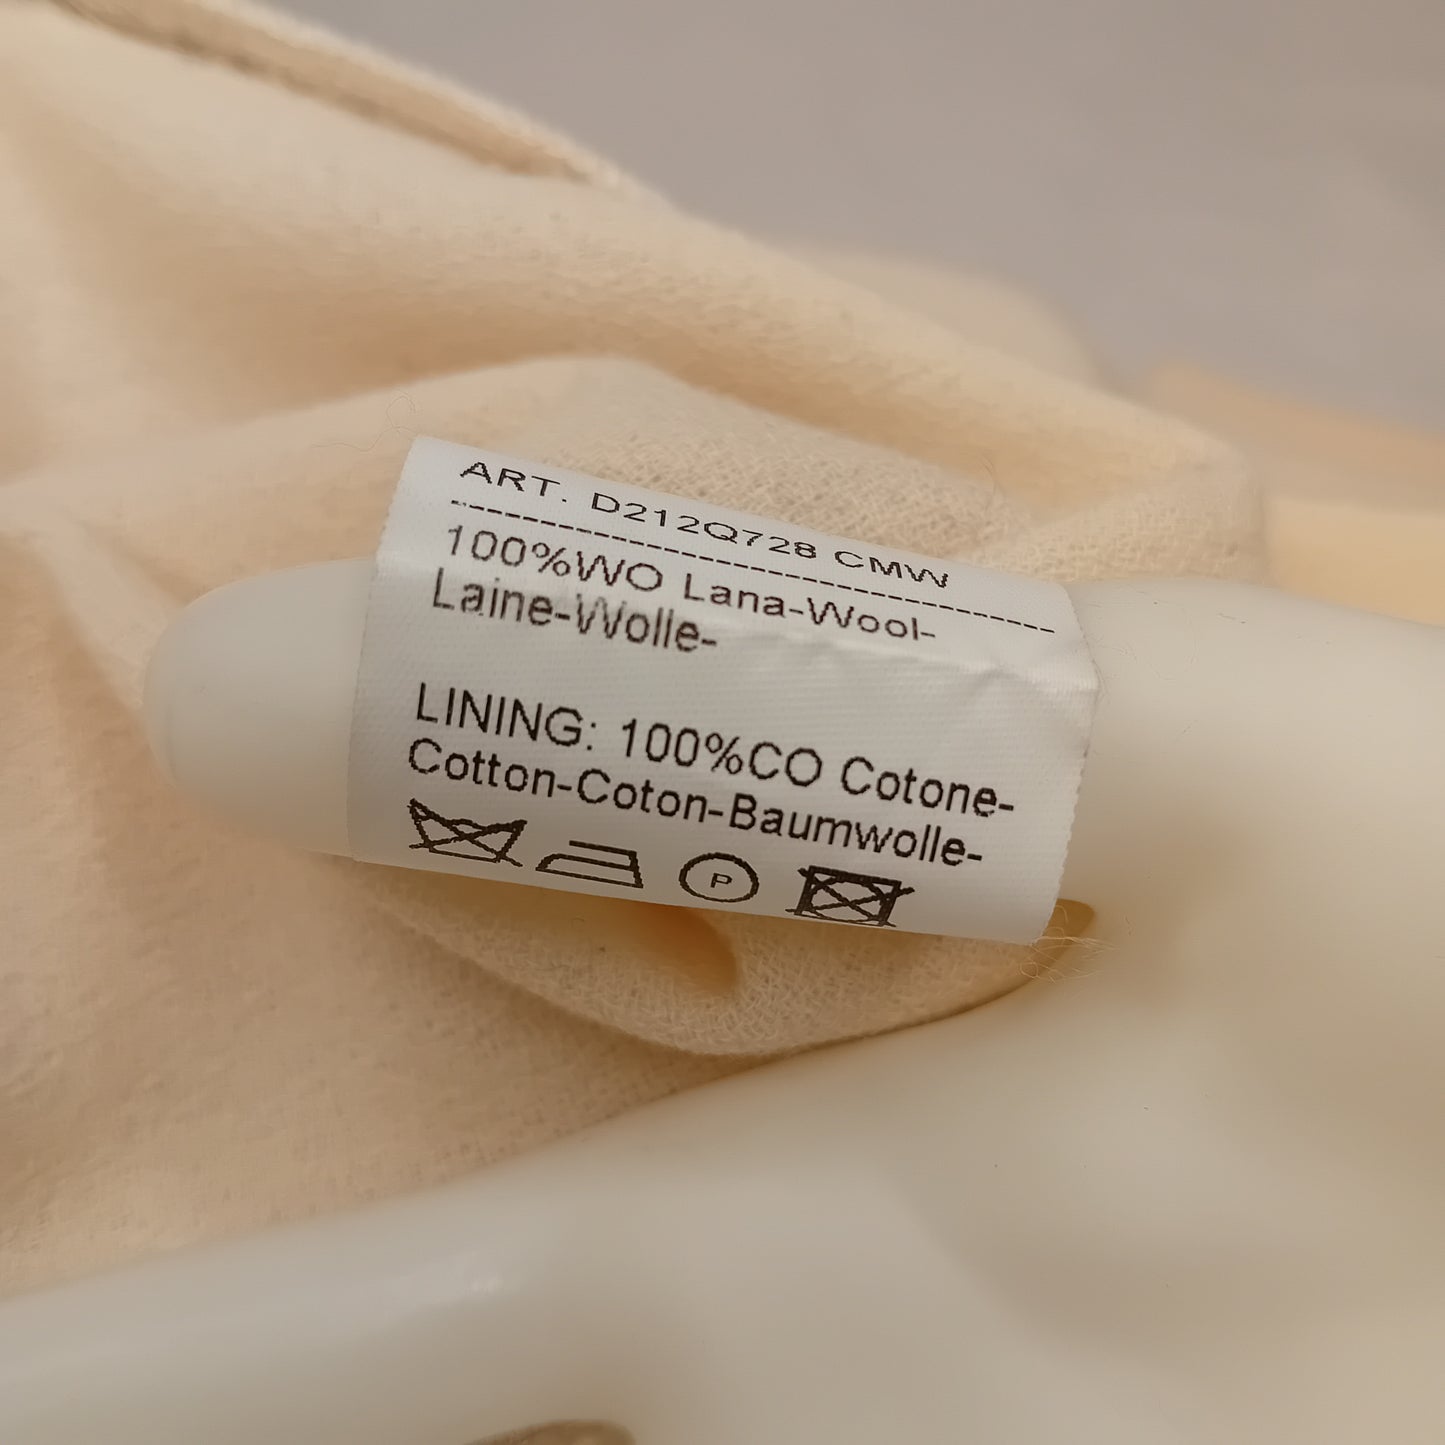 ART. D212Q728 CMW
--------------------------------------------
100%WO Lana-Wool-
Laine-Wolle-
LINING: 100%CO Cotone-
Cotton-Coton-Baumwolle-
P